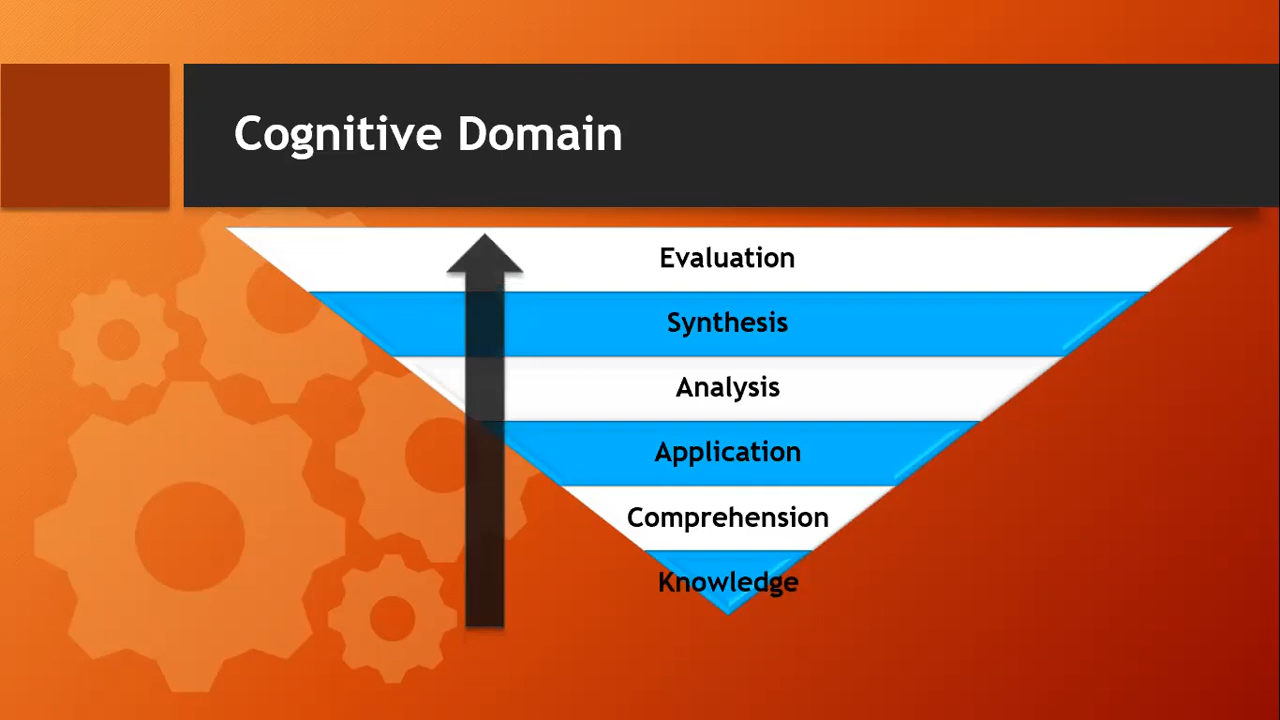 Cognitive Domain
Evaluation
Synthesis
Analysis
Application
Comprehension
Knowledge